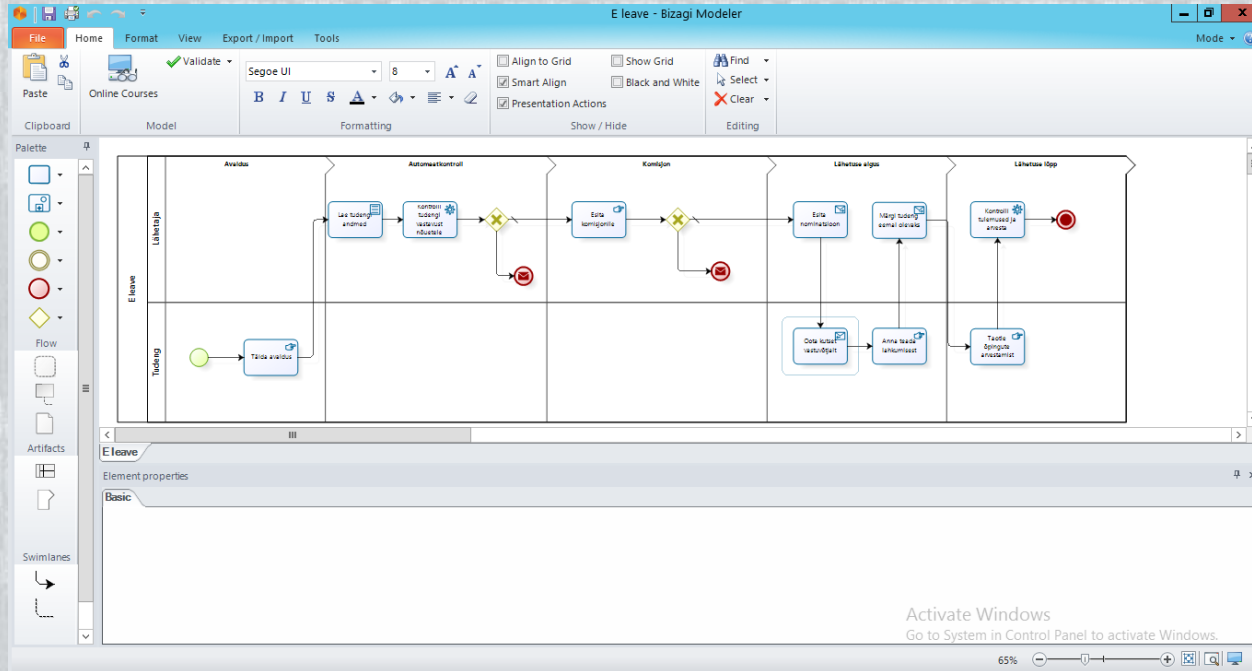 E leave - Bizagi Modeler
File Home Format View Export / Import Tools Mode
Paste
Online Courses
Validate
Segoe UI 8
B I U S A
Align to Grid
Smart Align
Presentation Actions
Show Grid
Black and White
Find
Select
Clear
Clipboard Model Formatting Show / Hide Editing
Palette
Flow
Artifacts
Swimlanes
E leave
Lähetaja
Tudeng
Avaldus Automaatkontroll Komisjon Lähetuse algus Lähetuse lõpp
Lae tudengi
andmed
Kontrolli
tudengi
vastavust
nõuetele
Esita
komisjonile
Esita
nominatsioon
Märgi tudeng
eemal olevaks
Kontrolli
tulemused ja
arvesta
Täida avaldus
Oota kutset
vastuvõtjalt
Anna teada
lahkumisest
Taotle
õpingute
arvestamist
E leave
Element properties
Basic
Activate Windows
Go to System in Control Panel to activate Windows.
65%